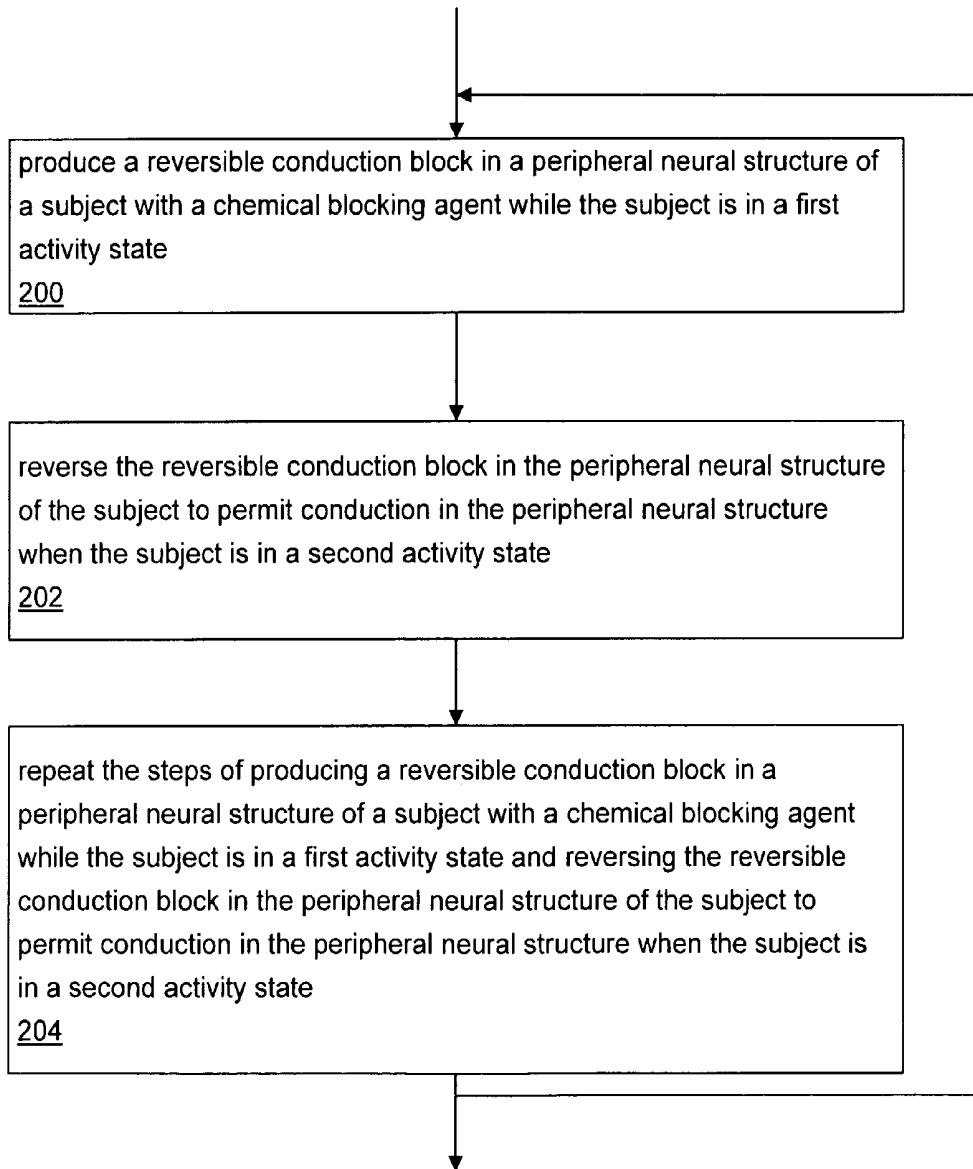 produce a reversible conduction block in a peripheral neural structure of
a subject with a chemical blocking agent while the subject is in a first
activity state
200
reverse the reversible conduction block in the peripheral neural structure
of the subject to permit conduction in the peripheral neural structure
when the subject is in a second activity state
202
repeat the steps of producing a reversible conduction block in a
peripheral neural structure of a subject with a chemical blocking agent
while the subject is in a first activity state and reversing the reversible
conduction block in the peripheral neural structure of the subject to
permit conduction in the peripheral neural structure when the subject is
in a second activity state
204